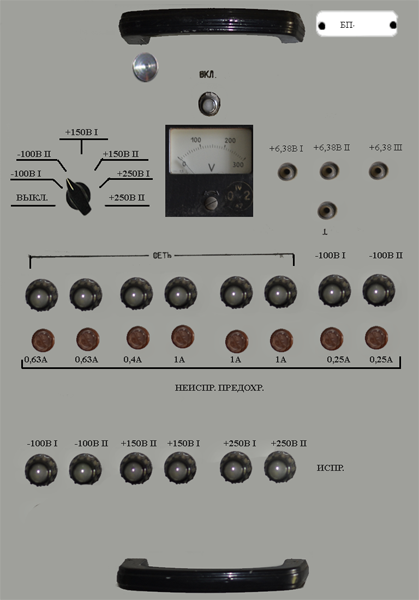 БП-
ВКЛ.
+150В I
-100В II
+150В II
-100В I
+250В I
ВЫКЛ.
+250В II
0 100 200 300
V
+6,38В I +6,38В II +6,38 III
⊥
СЕТЬ
-100В I -100В II
0,63А 0,63А 0,4А 1А 1А 1А 0,25А 0,25А
НЕИСПР. ПРЕДОХР.
-100В I -100В II +150В II +150В I +250В I +250В II
ИСПР.